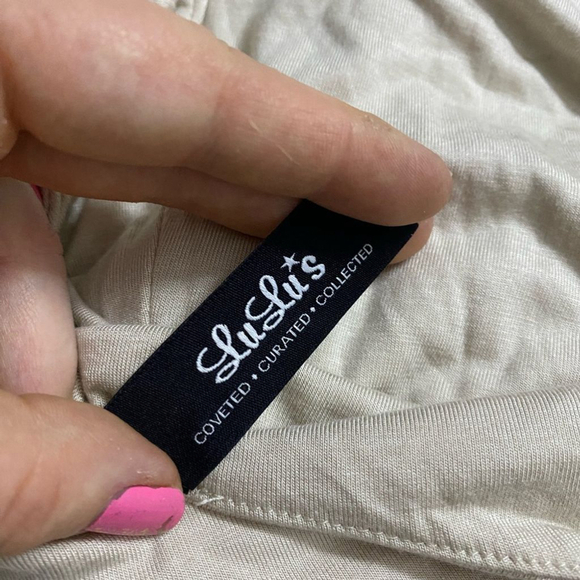 LuLu's
COVETED • CURATED • COLLECTED